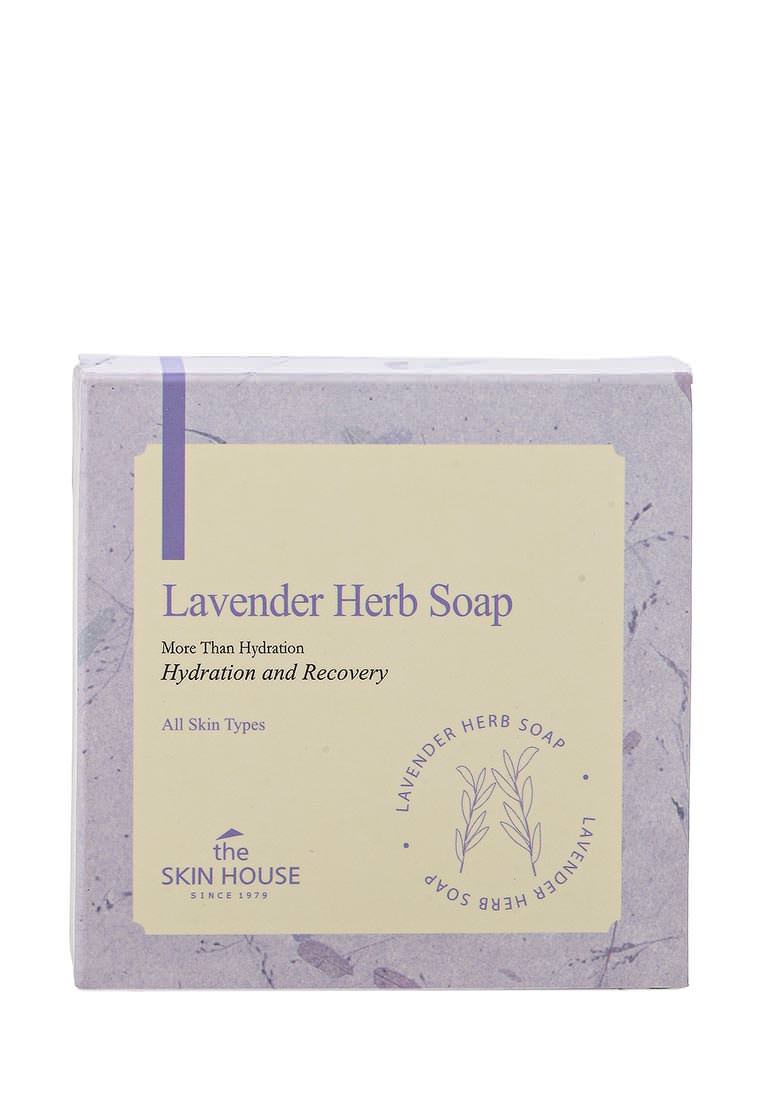 Lavender Herb Soap
More Than Hydration
Hydration and Recovery
All Skin Types
LAVENDER HERB SOAP
LAVENDER HERB SOAP
the
SKIN HOUSE
SINCE 1979